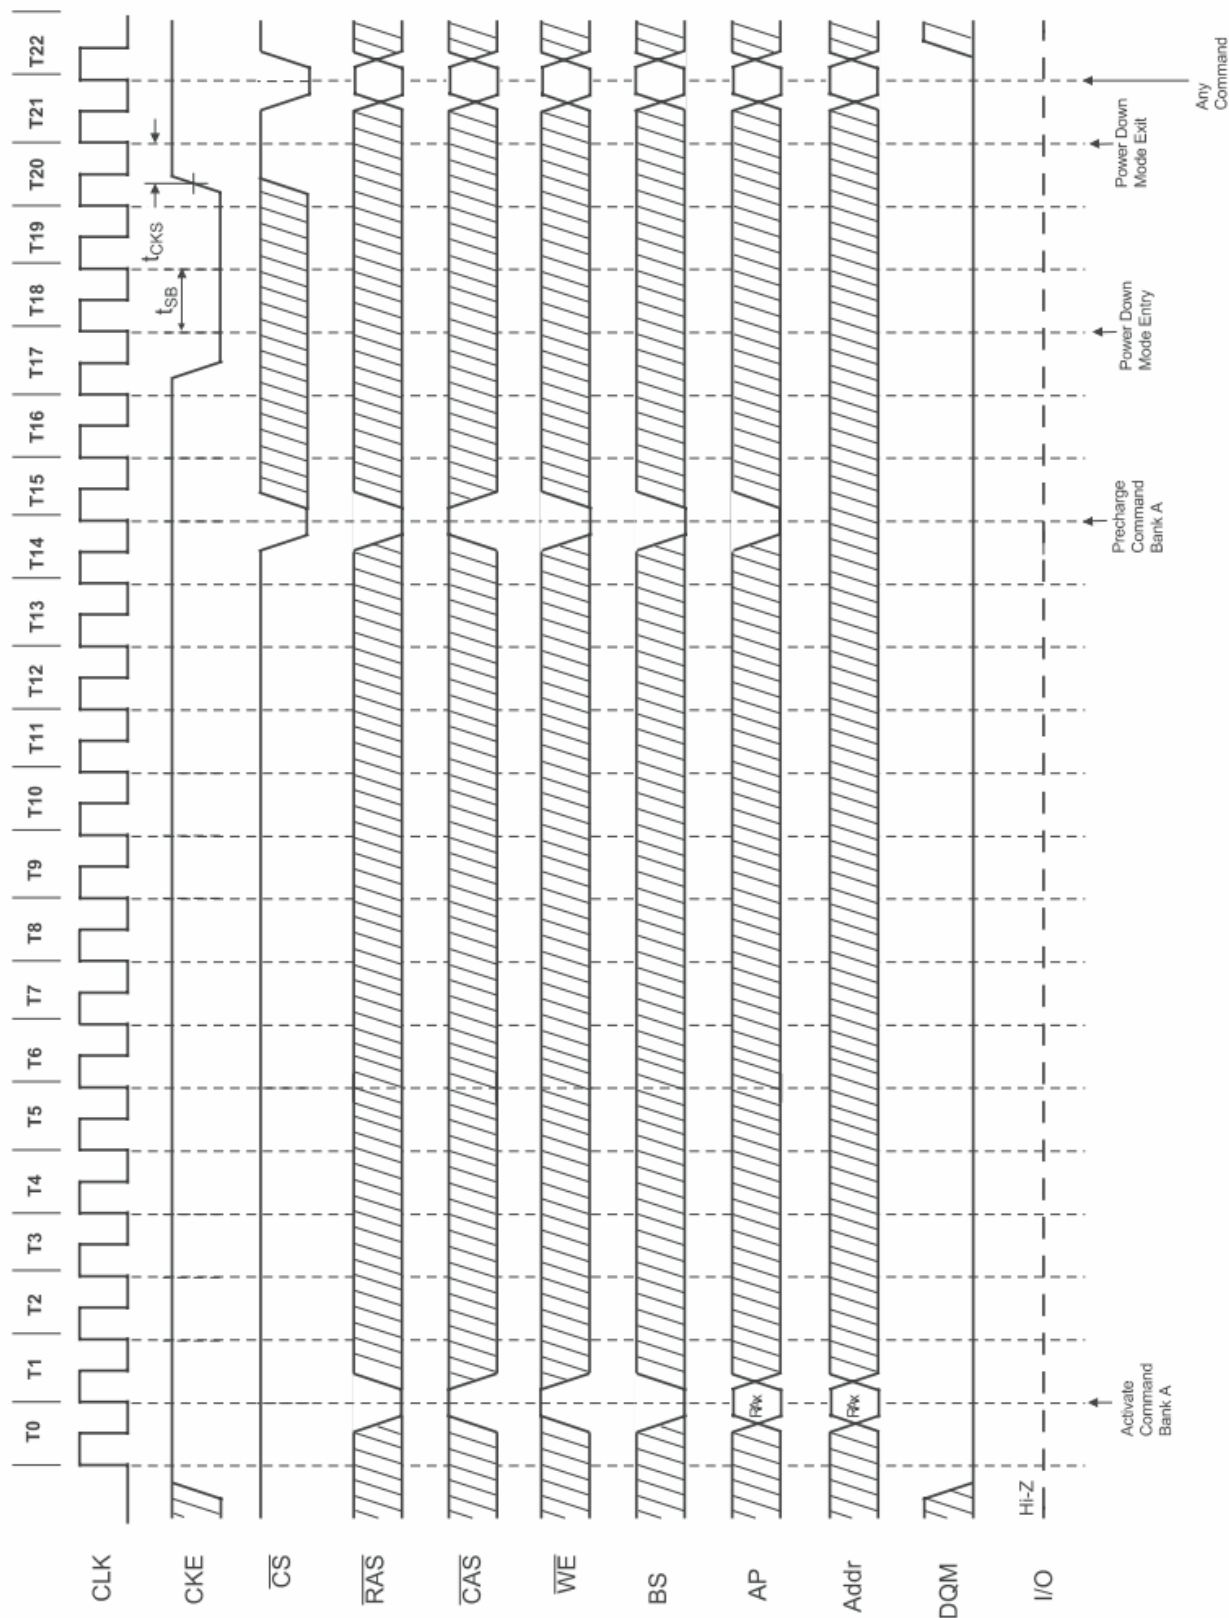 T0 T1 T2 T3 T4 T5 T6 T7 T8 T9 T10 T11 T12 T13 T14 T15 T16 T17 T18 T19 T20 T21 T22
CLK
CKE
tSB
tCKS
CS
RAS
CAS
WE
BS
AP
RAx
Addr
RAx
DQM
I/O
Hi-Z
Activate
Command
Bank A
Precharge
Command
Bank A
Power Down
Mode Entry
Power Down
Mode Exit
Any
Command